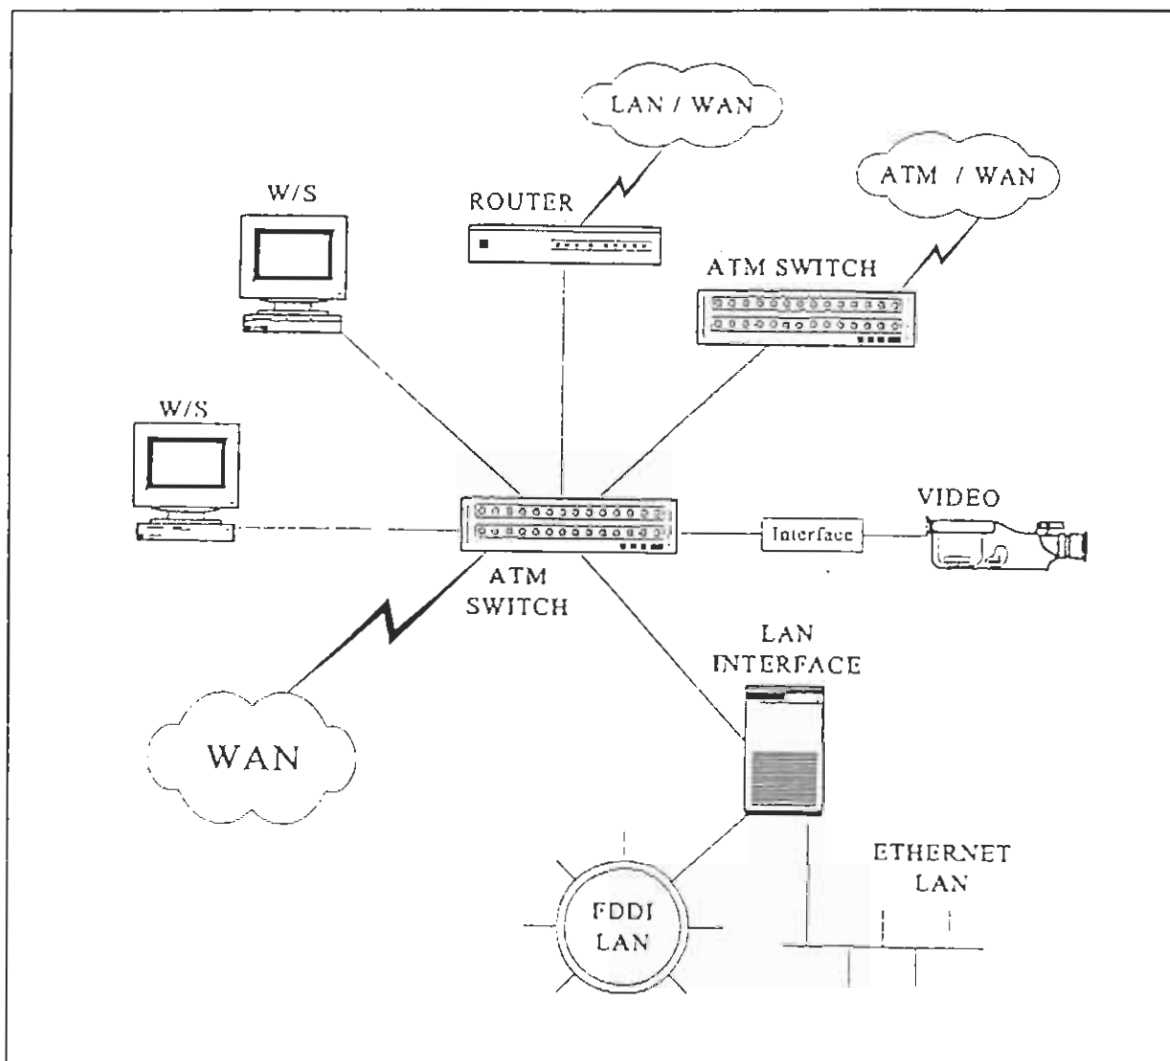 LAN / WAN
ATM / WAN
W/S
ROUTER
ATM SWITCH
W/S
VIDEO
Interface
ATM
SWITCH
LAN
INTERFACE
WAN
ETHERNET
LAN
FDDI
LAN